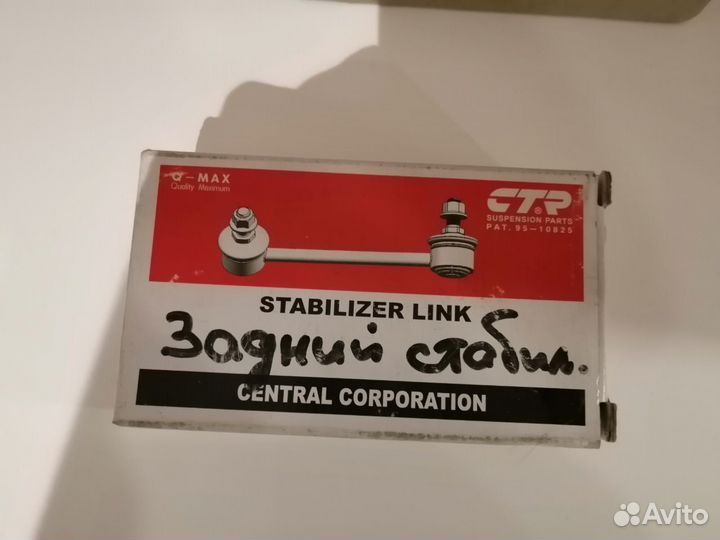 Q-MAX
Quality Maximum
CTR®
SUSPENSION PARTS
PAT. 95-10825
STABILIZER LINK
Задний стабил.
CENTRAL CORPORATION
Avito